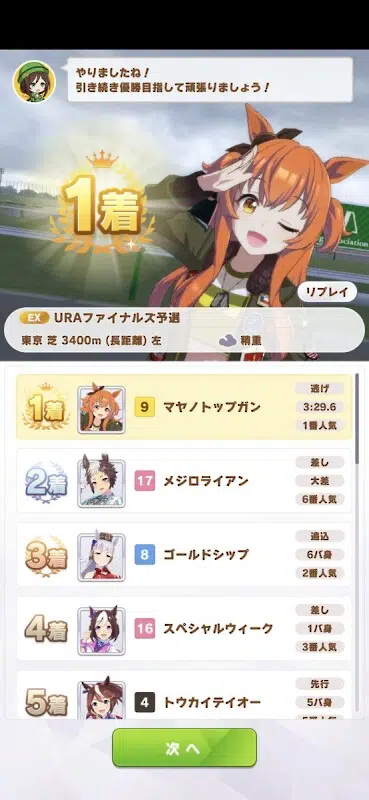 やりましたね！
引き続き優勝目指して頑張りましょう！
1着
Association
リプレイ
EX URAファイナルズ予選
東京 芝 3400m (長距離) 左 稍重
1着 9 マヤノトップガン 逃げ 3:29.6 1番人気
2着 17 メジロライアン 差し 大差 6番人気
3着 8 ゴールドシップ 追込 6バ身 2番人気
4着 16 スペシャルウィーク 差し 1バ身 3番人気
5着 4 トウカイテイオー 先行 5バ身
次へ